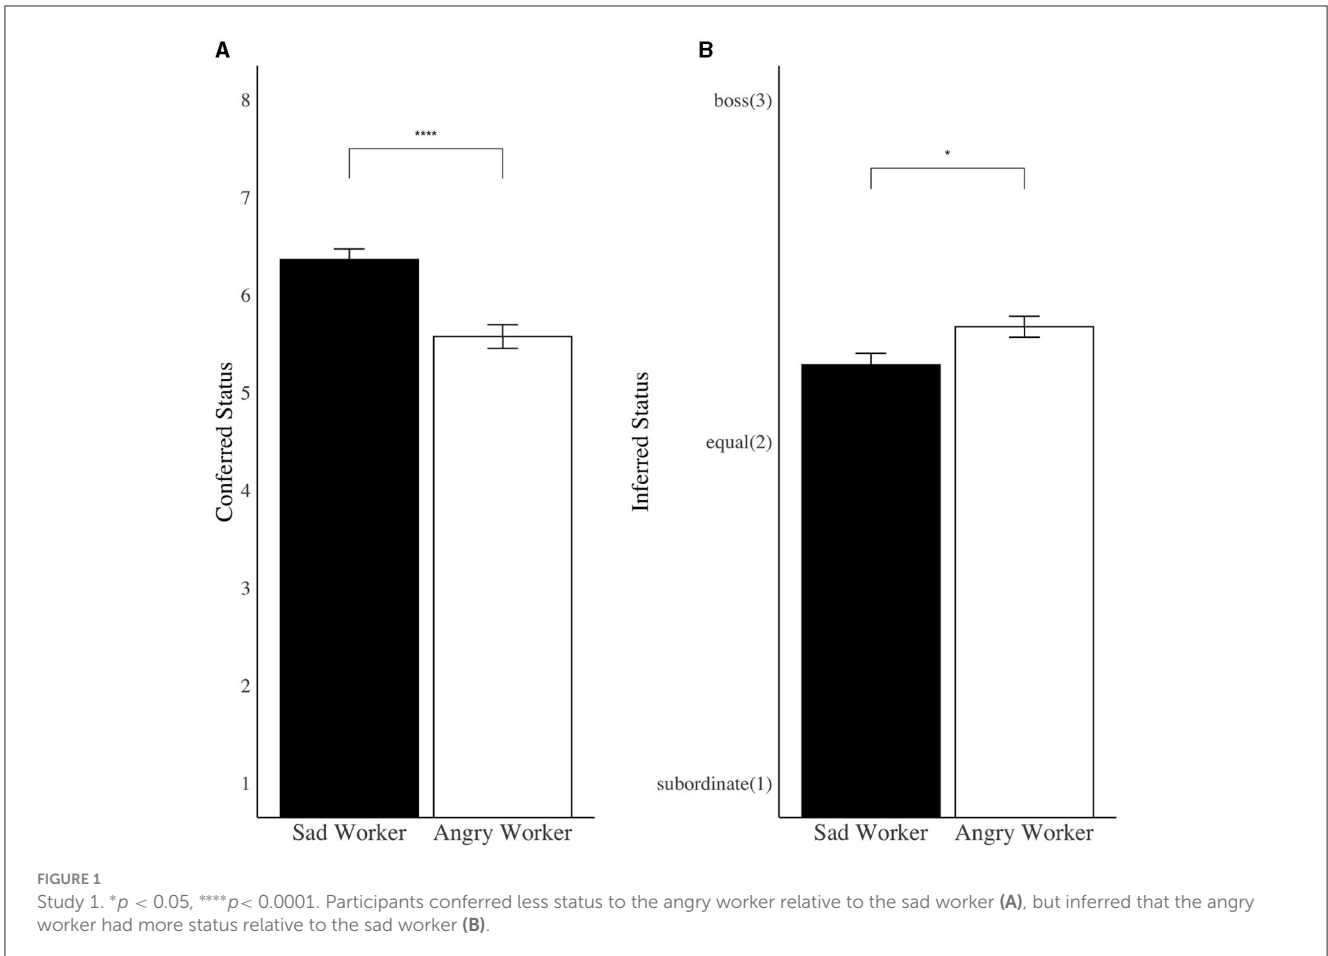 A
8
7
6
5
4
3
2
1
Conferred Status
****
Sad Worker
Angry Worker
B
boss(3)
equal(2)
subordinate(1)
Inferred Status
*
Sad Worker
Angry Worker
FIGURE 1
Study 1. *p < 0.05, ****p< 0.0001. Participants conferred less status to the angry worker relative to the sad worker (A), but inferred that the angry
worker had more status relative to the sad worker (B).